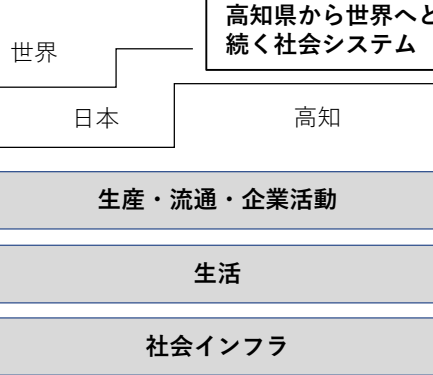 高知県から世界へと
続く社会システム
世界
日本
高知
生産・流通・企業活動
生活
社会インフラ